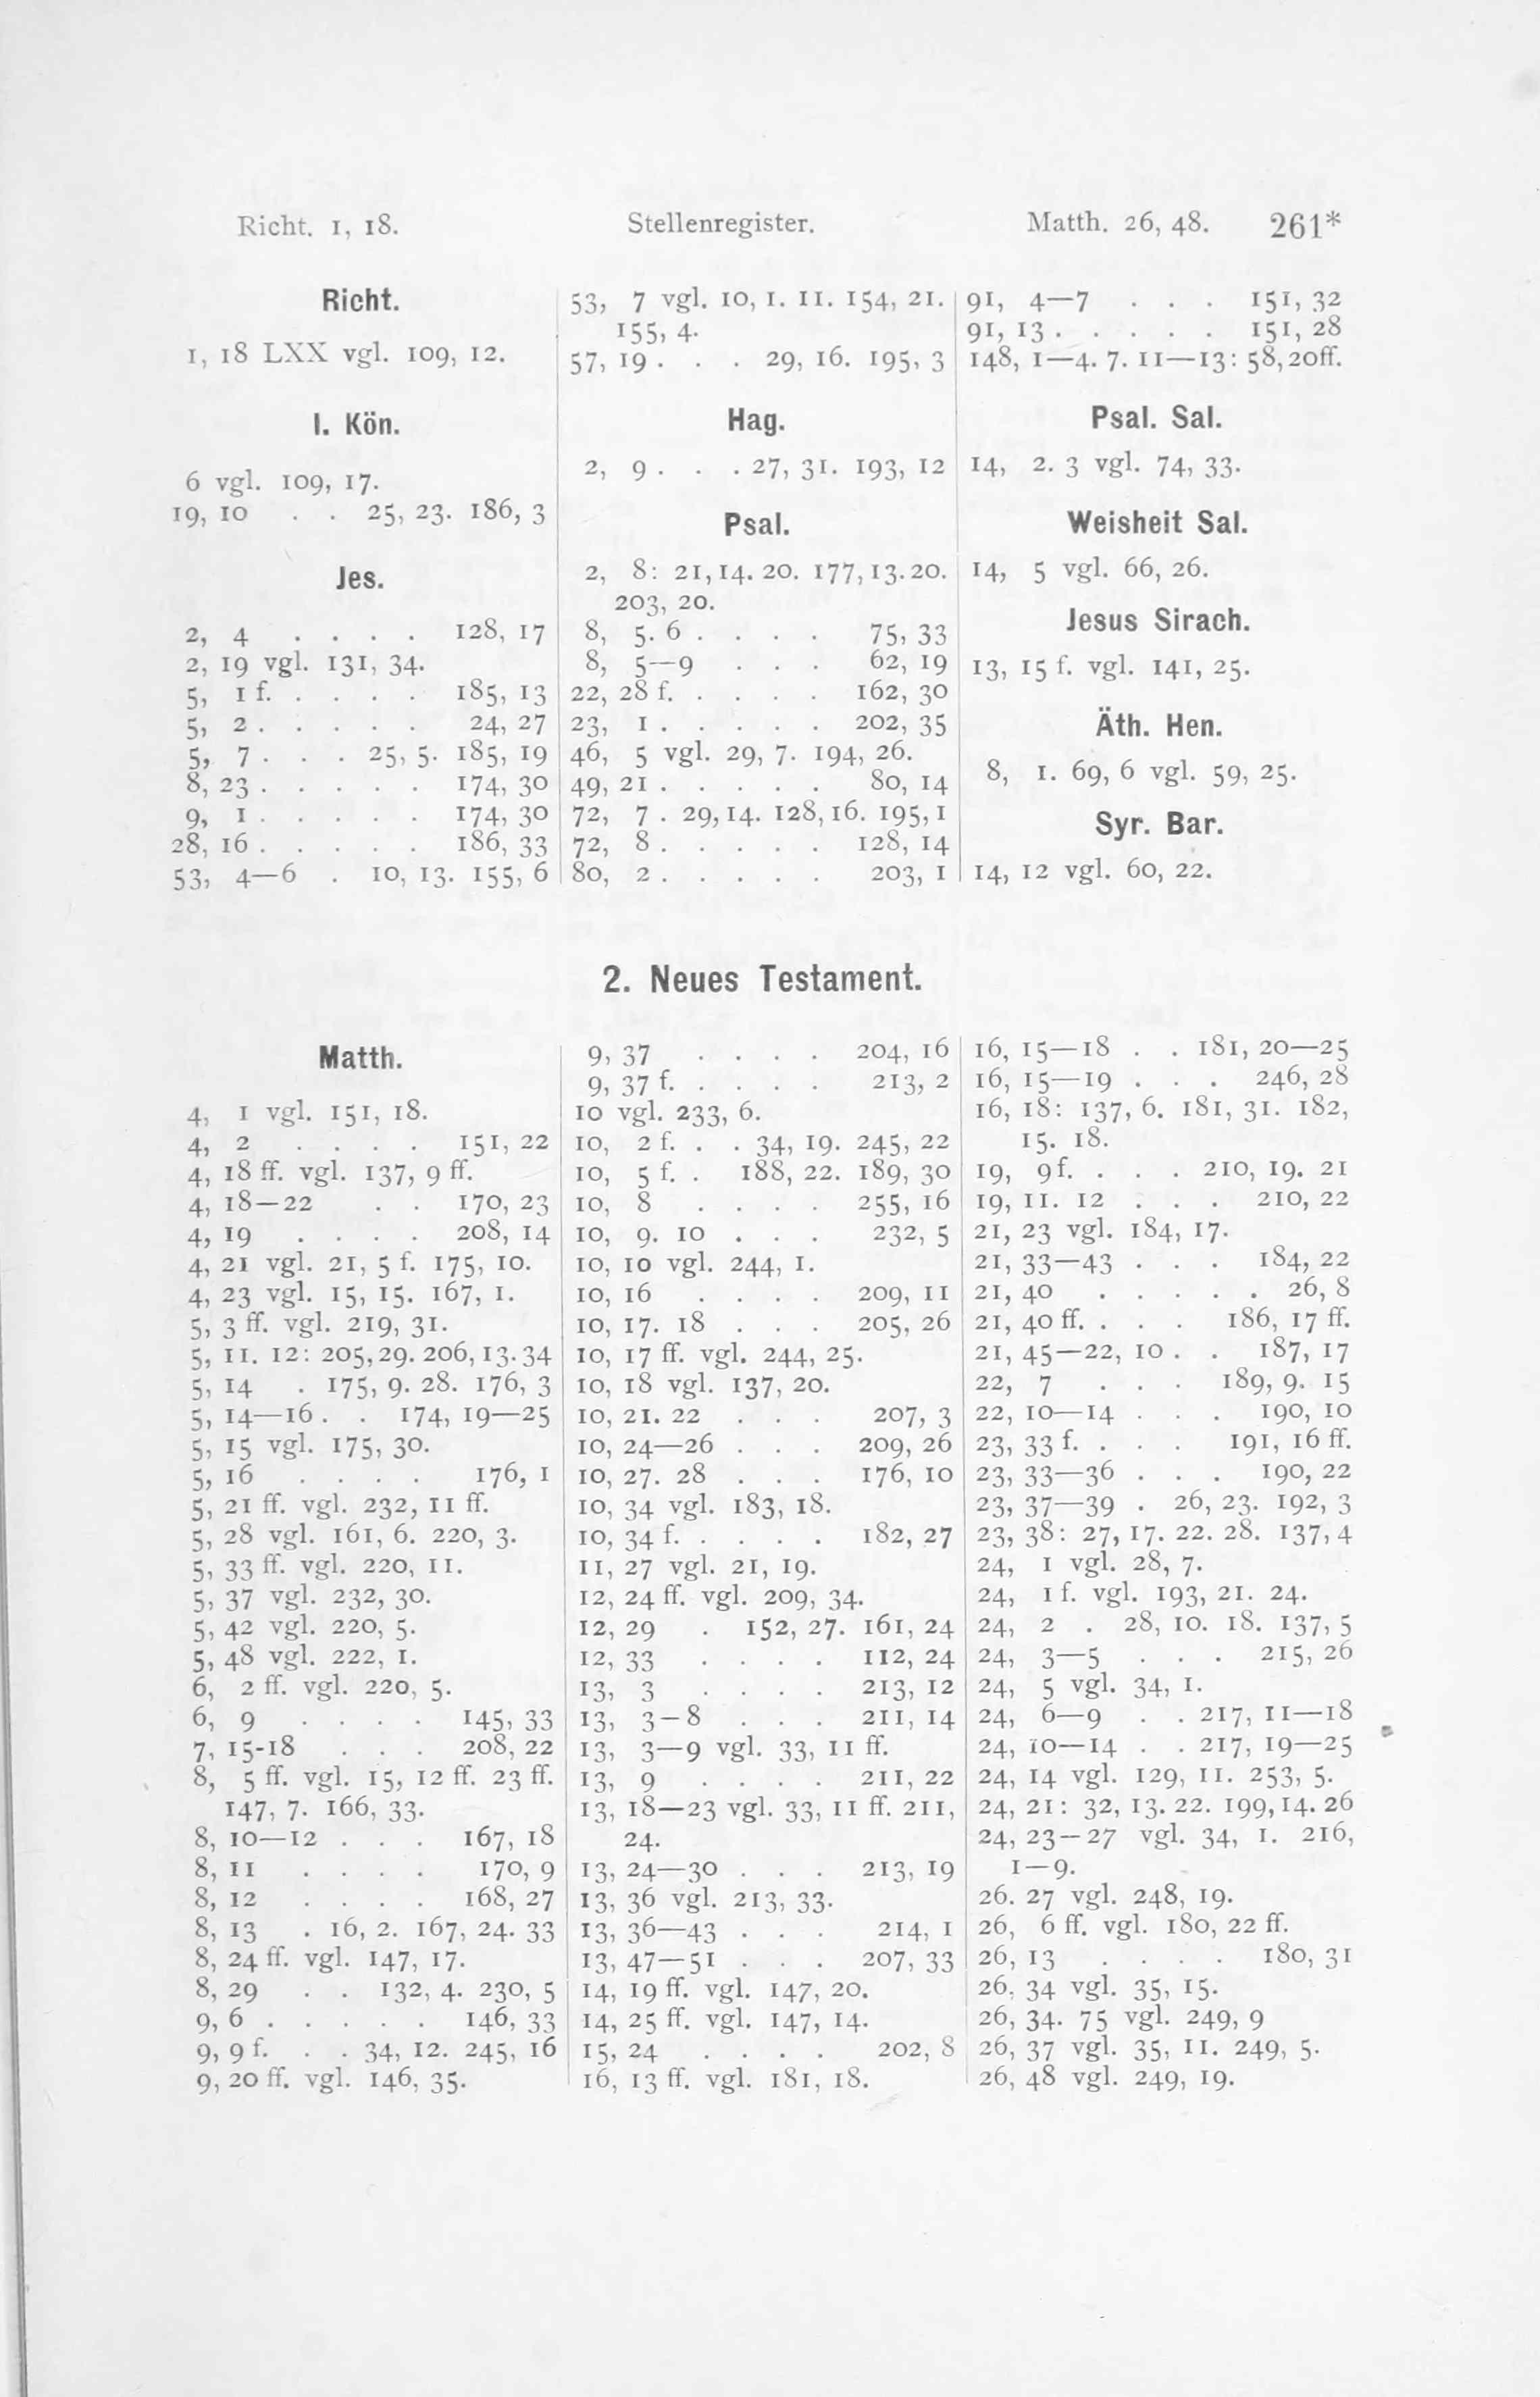 Richt. 1, 18. Stellenregister. Matth. 26, 48. 261*
Richt.
1, 18 LXX vgl. 109, 12.
I. Kön.
6 vgl. 109, 17.
19, 10 . . 25, 23. 186, 3
Jes.
2, 4 . . . . 128, 17
2, 19 vgl. 131, 34.
5, 1 f. . . . . 185, 13
5, 2 . . . . . 24, 27
5, 7 . . . 25, 5. 185, 19
8, 23 . . . . . 174, 30
9, 1 . . . . . 174, 30
28, 16 . . . . . 186, 33
53, 4—6 . 10, 13. 155, 6
53, 7 vgl. 10, 1. 11. 154, 21.
155, 4.
57, 19 . . . 29, 16. 195, 3
Hag.
2, 9 . . . 27, 31. 193, 12
Psal.
2, 8: 21, 14. 20. 177, 13. 20.
203, 20.
8, 5. 6 . . . . 75, 33
8, 5—9 . . . 62, 19
22, 28 f. . . . . 162, 30
23, 1 . . . . . 202, 35
46, 5 vgl. 29, 7. 194, 26.
49, 21 . . . . . 80, 14
72, 7 . 29, 14. 128, 16. 195, 1
72, 8 . . . . . 128, 14
80, 2 . . . . . 203, 1
91, 4—7 . . . 151, 32
91, 13 . . . . . 151, 28
148, 1—4. 7. 11—13: 58, 20ff.
Psal. Sal.
14, 2. 3 vgl. 74, 33.
Weisheit Sal.
14, 5 vgl. 66, 26.
Jesus Sirach.
13, 15 f. vgl. 141, 25.
Äth. Hen.
8, 1. 69, 6 vgl. 59, 25.
Syr. Bar.
14, 12 vgl. 60, 22.
2. Neues Testament.
Matth.
4, 1 vgl. 151, 18.
4, 2 . . . . 151, 22
4, 18 ff. vgl. 137, 9 ff.
4, 18—22 . . 170, 23
4, 19 . . . . 208, 14
4, 21 vgl. 21, 5 f. 175, 10.
4, 23 vgl. 15, 15. 167, 1.
5, 3 ff. vgl. 219, 31.
5, 11. 12: 205, 29. 206, 13. 34
5, 14 . 175, 9. 28. 176, 3
5, 14—16 . . 174, 19—25
5, 15 vgl. 175, 30.
5, 16 . . . . 176, 1
5, 21 ff. vgl. 232, 11 ff.
5, 28 vgl. 161, 6. 220, 3.
5, 33 ff. vgl. 220, 11.
5, 37 vgl. 232, 30.
5, 42 vgl. 220, 5.
5, 48 vgl. 222, 1.
6, 2 ff. vgl. 220, 5.
6, 9 . . . . 145, 33
7, 15-18 . . . 208, 22
8, 5 ff. vgl. 15, 12 ff. 23 ff.
147, 7. 166, 33.
8, 10—12 . . . 167, 18
8, 11 . . . . 170, 9
8, 12 . . . . 168, 27
8, 13 . 16, 2. 167, 24. 33
8, 24 ff. vgl. 147, 17.
8, 29 . . 132, 4. 230, 5
9, 6 . . . . . 146, 33
9, 9 f. . . 34, 12. 245, 16
9, 20 ff. vgl. 146, 35.
9, 37 . . . . 204, 16
9, 37 f. . . . . 213, 2
10 vgl. 233, 6.
10, 2 f. . . 34, 19. 245, 22
10, 5 f. . 188, 22. 189, 30
10, 8 . . . . 255, 16
10, 9. 10 . . . 232, 5
10, 10 vgl. 244, 1.
10, 16 . . . . 209, 11
10, 17. 18 . . . 205, 26
10, 17 ff. vgl. 244, 25.
10, 18 vgl. 137, 20.
10, 21. 22 . . . 207, 3
10, 24—26 . . . 209, 26
10, 27. 28 . . . 176, 10
10, 34 vgl. 183, 18.
10, 34 f. . . . . 182, 27
11, 27 vgl. 21, 19.
12, 24 ff. vgl. 209, 34.
12, 29 . 152, 27. 161, 24
12, 33 . . . . 112, 24
13, 3 . . . . 213, 12
13, 3—8 . . . 211, 14
13, 3—9 vgl. 33, 11 ff.
13, 9 . . . . 211, 22
13, 18—23 vgl. 33, 11 ff. 211,
24.
13, 24—30 . . . 213, 19
13, 36 vgl. 213, 33.
13, 36—43 . . . 214, 1
13, 47—51 . . . 207, 33
14, 19 ff. vgl. 147, 20.
14, 25 ff. vgl. 147, 14.
15, 24 . . . . 202, 8
16, 13 ff. vgl. 181, 18.
16, 15—18 . . 181, 20—25
16, 15—19 . . . 246, 28
16, 18: 137, 6. 181, 31. 182,
15. 18.
19, 9f. . . . 210, 19. 21
19, 11. 12 . . . 210, 22
21, 23 vgl. 184, 17.
21, 33—43 . . . 184, 22
21, 40 . . . . . 26, 8
21, 40 ff. . . . 186, 17 ff.
21, 45—22, 10 . . 187, 17
22, 7 . . . 189, 9. 15
22, 10—14 . . . 190, 10
23, 33 f. . . . 191, 16 ff.
23, 33—36 . . . 190, 22
23, 37—39 . 26, 23. 192, 3
23, 38: 27, 17. 22. 28. 137, 4
24, 1 vgl. 28, 7.
24, 1 f. vgl. 193, 21. 24.
24, 2 . 28, 10. 18. 137, 5
24, 3—5 . . . 215, 26
24, 5 vgl. 34, 1.
24, 6—9 . . 217, 11—18
24, 10—14 . . 217, 19—25
24, 14 vgl. 129, 11. 253, 5.
24, 21: 32, 13. 22. 199, 14. 26
24, 23—27 vgl. 34, 1. 216,
1—9.
26. 27 vgl. 248, 19.
26, 6 ff. vgl. 180, 22 ff.
26, 13 . . . . 180, 31
26, 34 vgl. 35, 15.
26, 34. 75 vgl. 249, 9
26, 37 vgl. 35, 11. 249, 5.
26, 48 vgl. 249, 19.